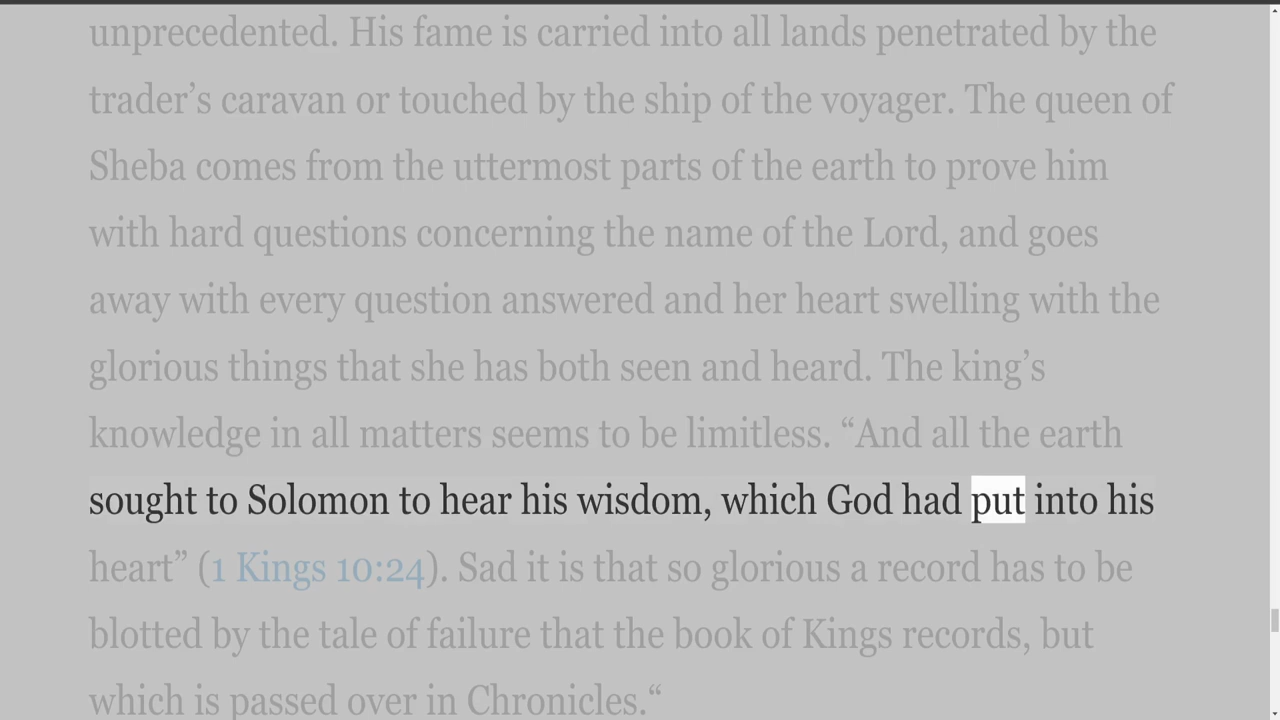 unprecedented. His fame is carried into all lands penetrated by the
trader’s caravan or touched by the ship of the voyager. The queen of
Sheba comes from the uttermost parts of the earth to prove him
with hard questions concerning the name of the Lord, and goes
away with every question answered and her heart swelling with the
glorious things that she has both seen and heard. The king’s
knowledge in all matters seems to be limitless. “And all the earth
sought to Solomon to hear his wisdom, which God had put into his
heart” (1 Kings 10:24). Sad it is that so glorious a record has to be
blotted by the tale of failure that the book of Kings records, but
which is passed over in Chronicles.“